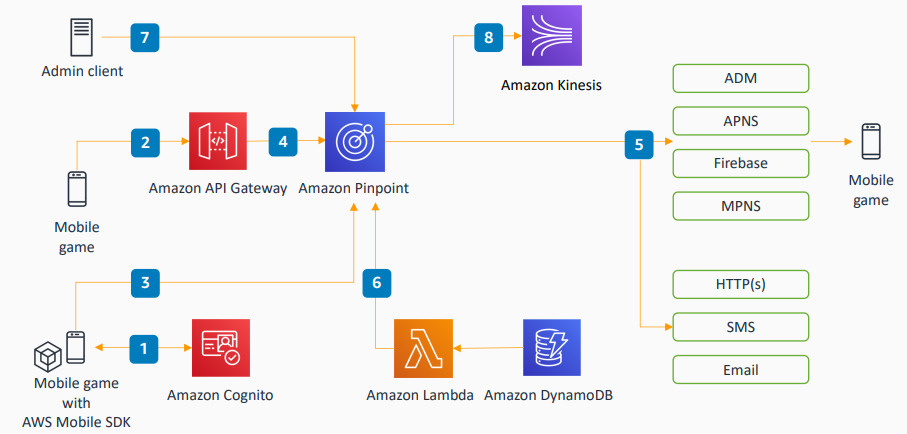 7
8
Admin client
Amazon Kinesis
ADM
APNS
2
4
5
Firebase
Amazon API Gateway
Amazon Pinpoint
Mobile
game
MPNS
Mobile
game
3
6
HTTP(s)
SMS
1
Email
Mobile game
with
AWS Mobile SDK
Amazon Cognito
Amazon Lambda
Amazon DynamoDB